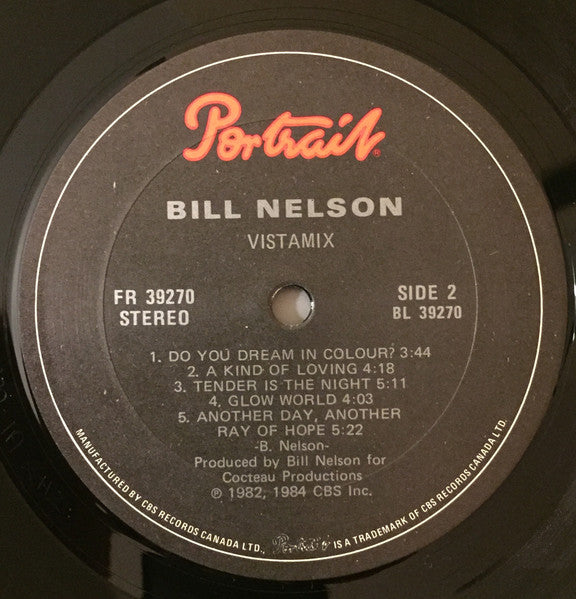 Portrait®
BILL NELSON
VISTAMIX
FR 39270
STEREO
SIDE 2
BL 39270
1. DO YOU DREAM IN COLOUR? 3:44
2. A KIND OF LOVING 4:18
3. TENDER IS THE NIGHT 5:11
4. GLOW WORLD 4:03
5. ANOTHER DAY, ANOTHER
RAY OF HOPE 5:22
-B. Nelson-
Produced by Bill Nelson for
Cocteau Productions
℗ 1982, 1984 CBS Inc.
MANUFACTURED BY CBS RECORDS CANADA LTD., Portrait IS A TRADEMARK OF CBS RECORDS CANADA LTD.